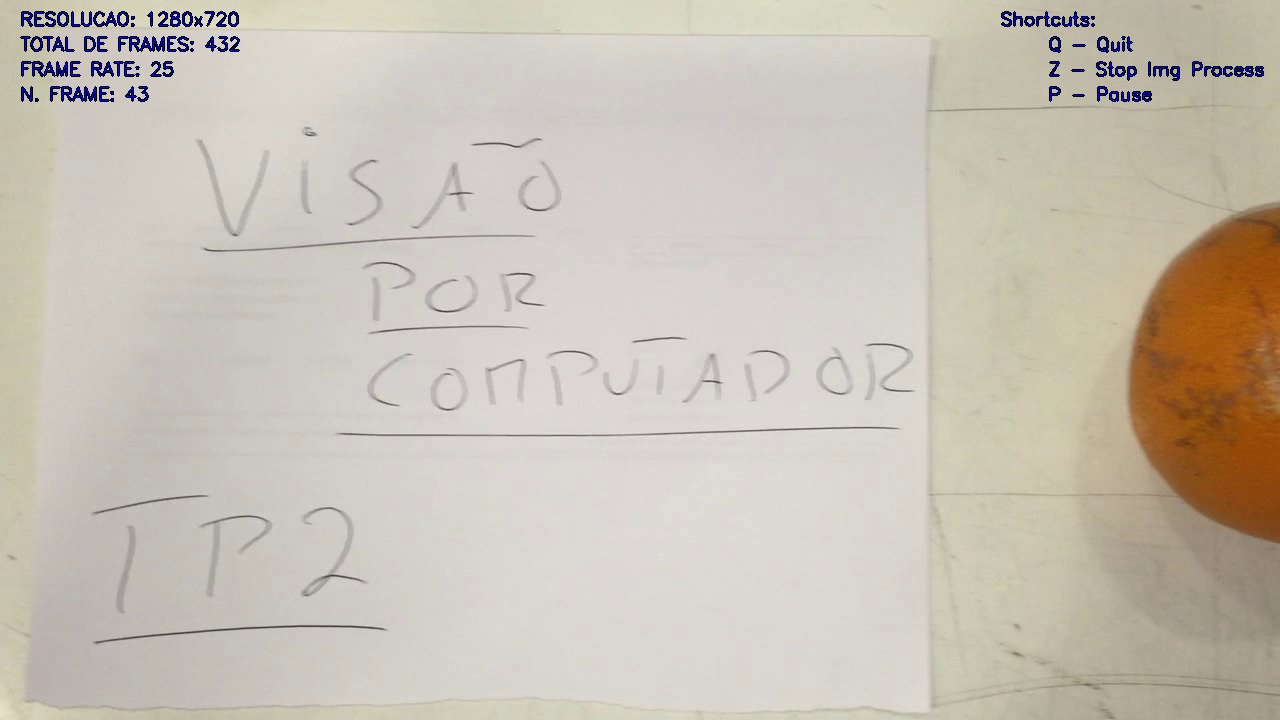 RESOLUCAO: 1280x720
TOTAL DE FRAMES: 432
FRAME RATE: 25
N. FRAME: 43
Shortcuts:
Q - Quit
Z - Stop Img Process
P - Pause
VISÃO
POR
COMPUTADOR
TP2